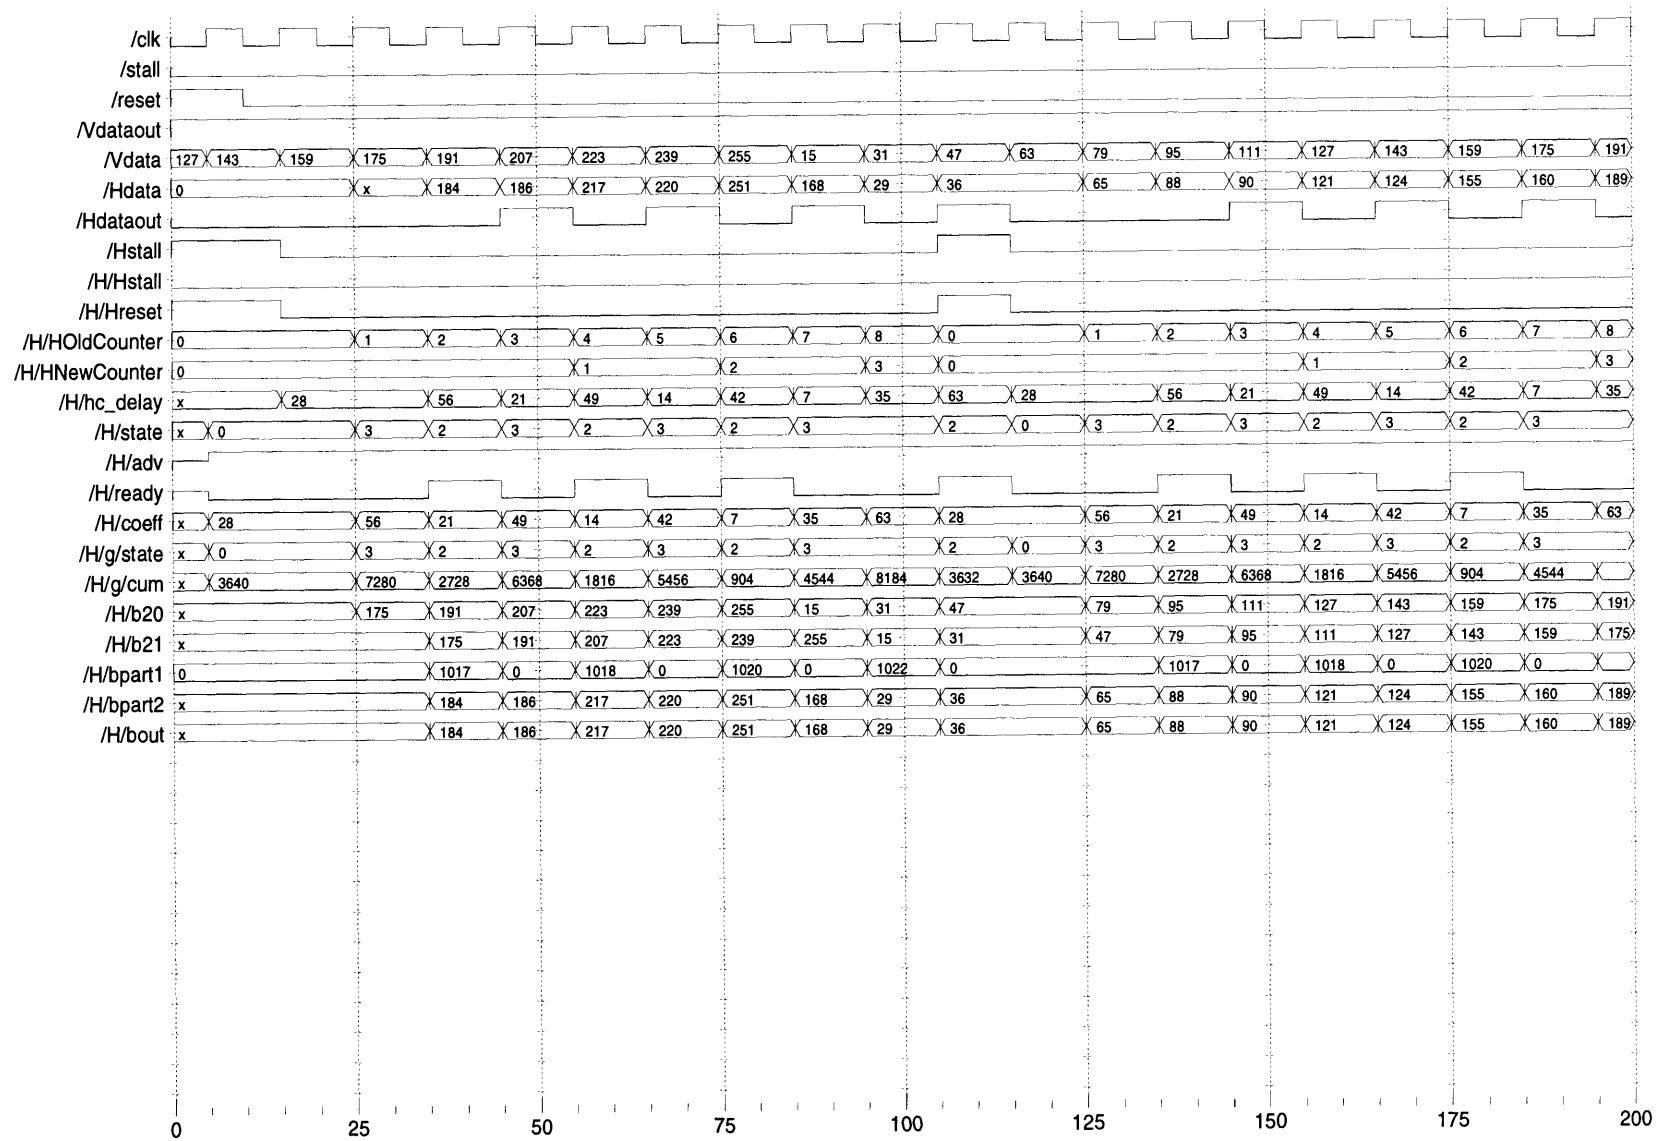 /clk
/stall
/reset
/Vdataout
/Vdata 127 143 159 175 191 207 223 239 255 15 31 47 63 79 95 111 127 143 159 175 191
/Hdata 0 x 184 186 217 220 251 168 29 36 65 88 90 121 124 155 160 189
/Hdataout
/Hstall
/H/Hstall
/H/Hreset
/H/HOldCounter 0 1 2 3 4 5 6 7 8 0 1 2 3 4 5 6 7 8
/H/HNewCounter 0 1 2 3 0 1 2 3
/H/hc_delay x 28 56 21 49 14 42 7 35 63 28 56 21 49 14 42 7 35
/H/state x 0 3 2 3 2 3 2 3 2 0 3 2 3 2 3 2 3
/H/adv
/H/ready
/H/coeff x 28 56 21 49 14 42 7 35 63 28 56 21 49 14 42 7 35 63
/H/g/state x 0 3 2 3 2 3 2 3 2 0 3 2 3 2 3 2 3
/H/g/cum x 3640 7280 2728 6368 1816 5456 904 4544 8184 3632 3640 7280 2728 6368 1816 5456 904 4544
/H/b20 x 175 191 207 223 239 255 15 31 47 79 95 111 127 143 159 175 191
/H/b21 x 175 191 207 223 239 255 15 31 47 79 95 111 127 143 159 175
/H/bpart1 0 1017 0 1018 0 1020 0 1022 0 1017 0 1018 0 1020 0
/H/bpart2 x 184 186 217 220 251 168 29 36 65 88 90 121 124 155 160 189
/H/bout x 184 186 217 220 251 168 29 36 65 88 90 121 124 155 160 189
0 25 50 75 100 125 150 175 200